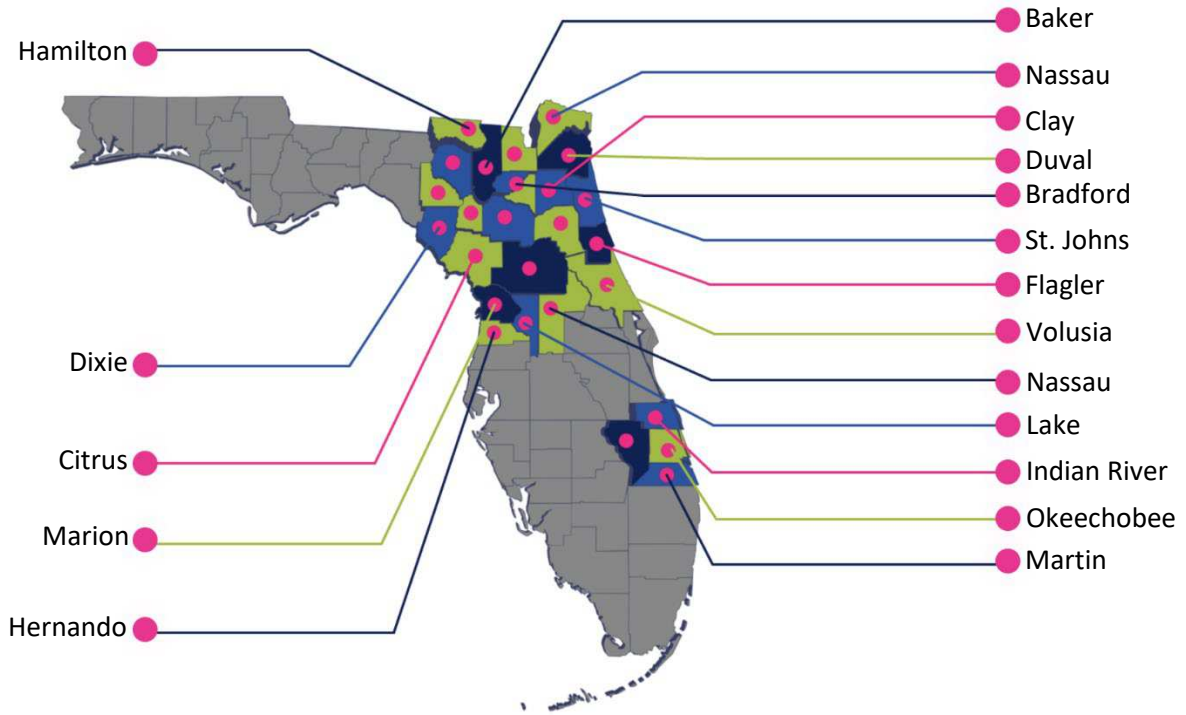 Hamilton
Dixie
Citrus
Marion
Hernando
Baker
Nassau
Clay
Duval
Bradford
St. Johns
Flagler
Volusia
Nassau
Lake
Indian River
Okeechobee
Martin